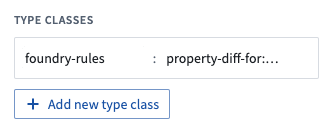 TYPE CLASSES
foundry-rules : property-diff-for:...
+ Add new type class